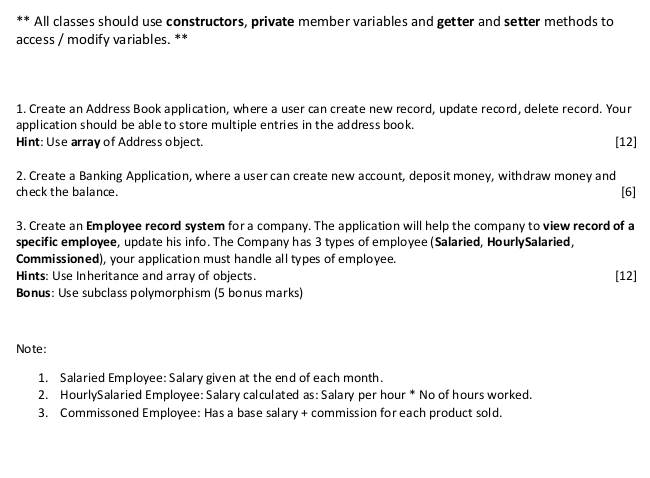 ** All classes should use constructors, private member variables and getter and setter methods to
access / modify variables. **
1. Create an Address Book application, where a user can create new record, update record, delete record. Your
application should be able to store multiple entries in the address book.
Hint: Use array of Address object. [12]
2. Create a Banking Application, where a user can create new account, deposit money, withdraw money and
check the balance. [6]
3. Create an Employee record system for a company. The application will help the company to view record of a
specific employee, update his info. The Company has 3 types of employee (Salaried, HourlySalaried,
Commissioned), your application must handle all types of employee.
Hints: Use Inheritance and array of objects. [12]
Bonus: Use subclass polymorphism (5 bonus marks)
Note:
1. Salaried Employee: Salary given at the end of each month.
2. HourlySalaried Employee: Salary calculated as: Salary per hour * No of hours worked.
3. Commissoned Employee: Has a base salary + commission for each product sold.